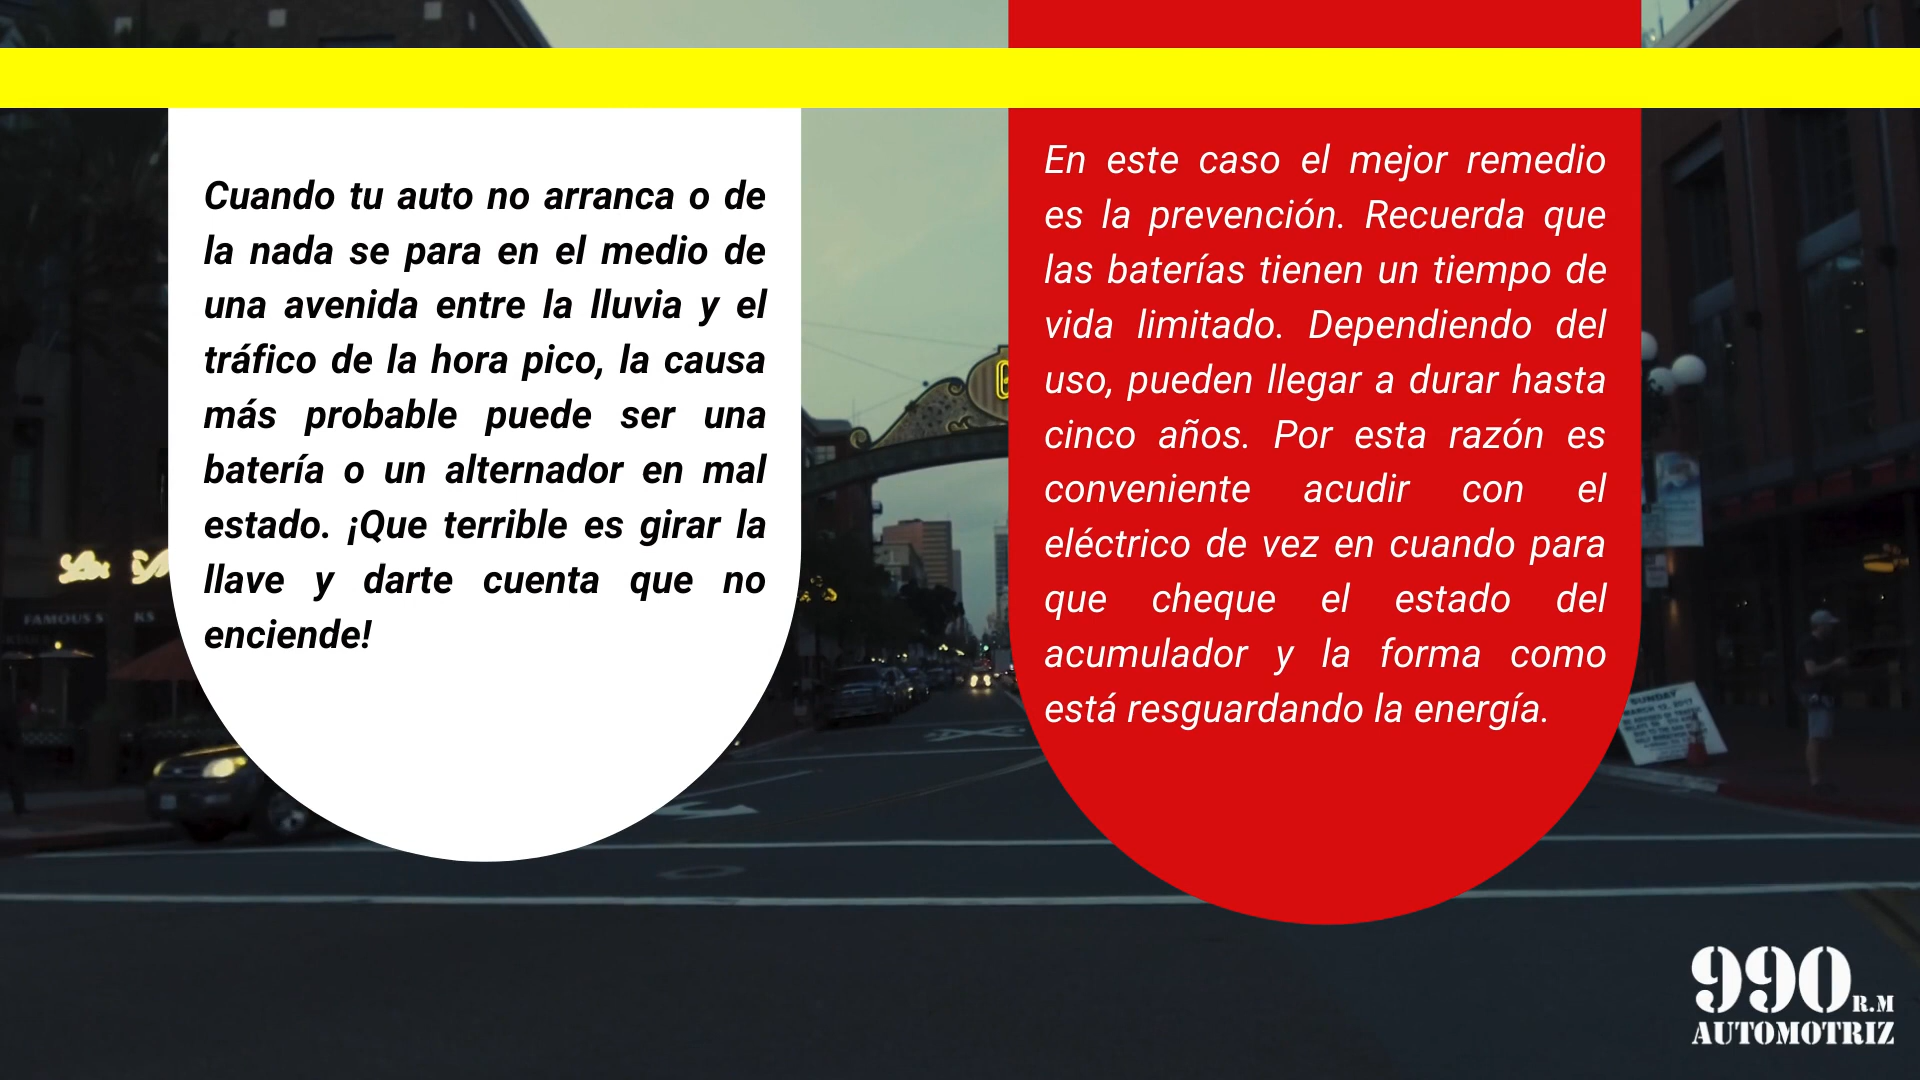 Cuando tu auto no arranca o de
la nada se para en el medio de
una avenida entre la lluvia y el
tráfico de la hora pico, la causa
más probable puede ser una
batería o un alternador en mal
estado. ¡Que terrible es girar la
llave y darte cuenta que no
enciende!
En este caso el mejor remedio
es la prevención. Recuerda que
las baterías tienen un tiempo de
vida limitado. Dependiendo del
uso, pueden llegar a durar hasta
cinco años. Por esta razón es
conveniente acudir con el
eléctrico de vez en cuando para
que cheque el estado del
acumulador y la forma como
está resguardando la energía.
FAMOUS
SUNDAY
MARCH 12, 2017
990 R.M
AUTOMOTRIZ